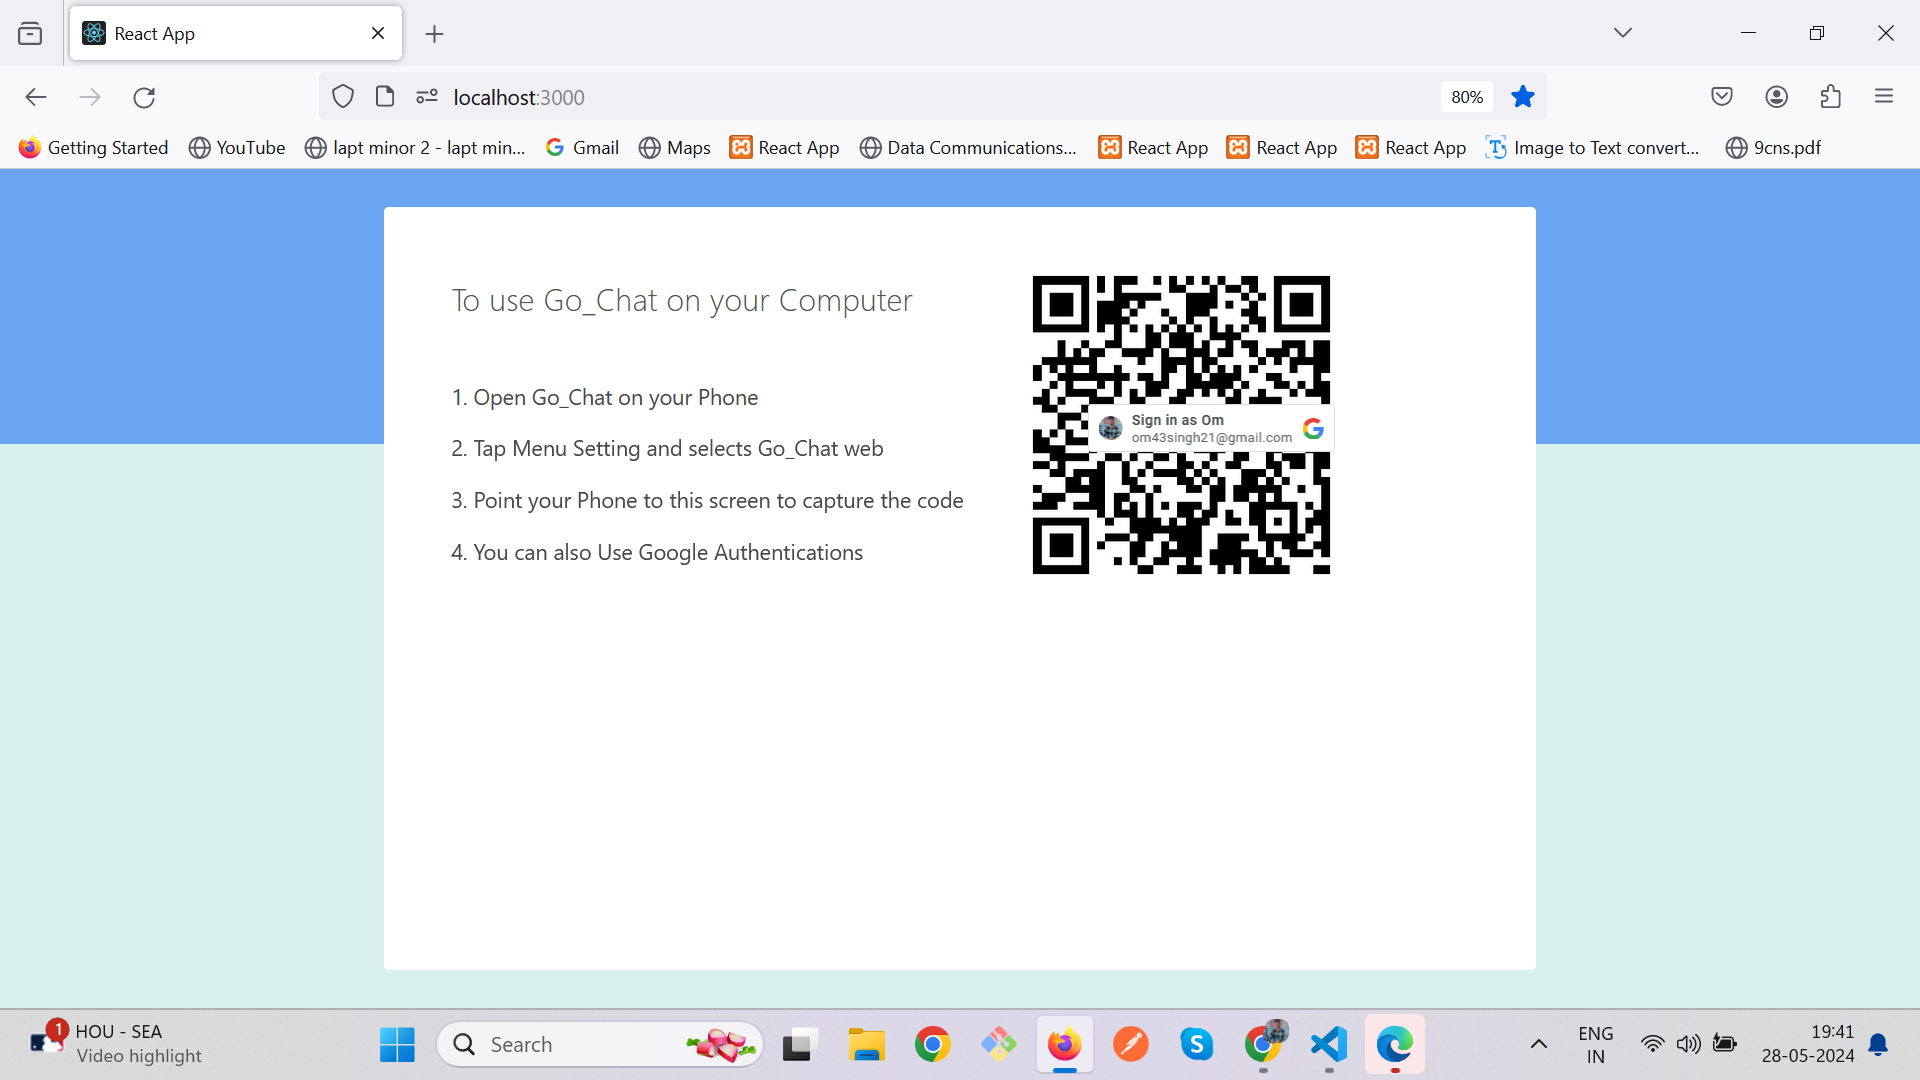 React App
localhost:3000
80%
Getting Started
YouTube
lapt minor 2 - lapt min...
Gmail
Maps
React App
Data Communications...
React App
React App
React App
Image to Text convert...
9cns.pdf
To use Go_Chat on your Computer
1. Open Go_Chat on your Phone
2. Tap Menu Setting and selects Go_Chat web
3. Point your Phone to this screen to capture the code
4. You can also Use Google Authentications
Sign in as Om
om43singh21@gmail.com
1
HOU - SEA
Video highlight
Search
ENG
IN
19:41
28-05-2024